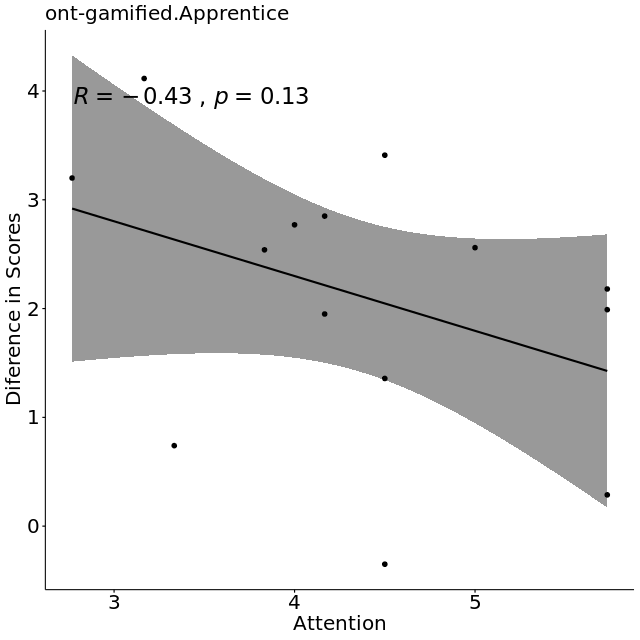 ont-gamified.Apprentice
R = −0.43 , p = 0.13
4
3
2
1
0
Diference in Scores
3 4 5
Attention